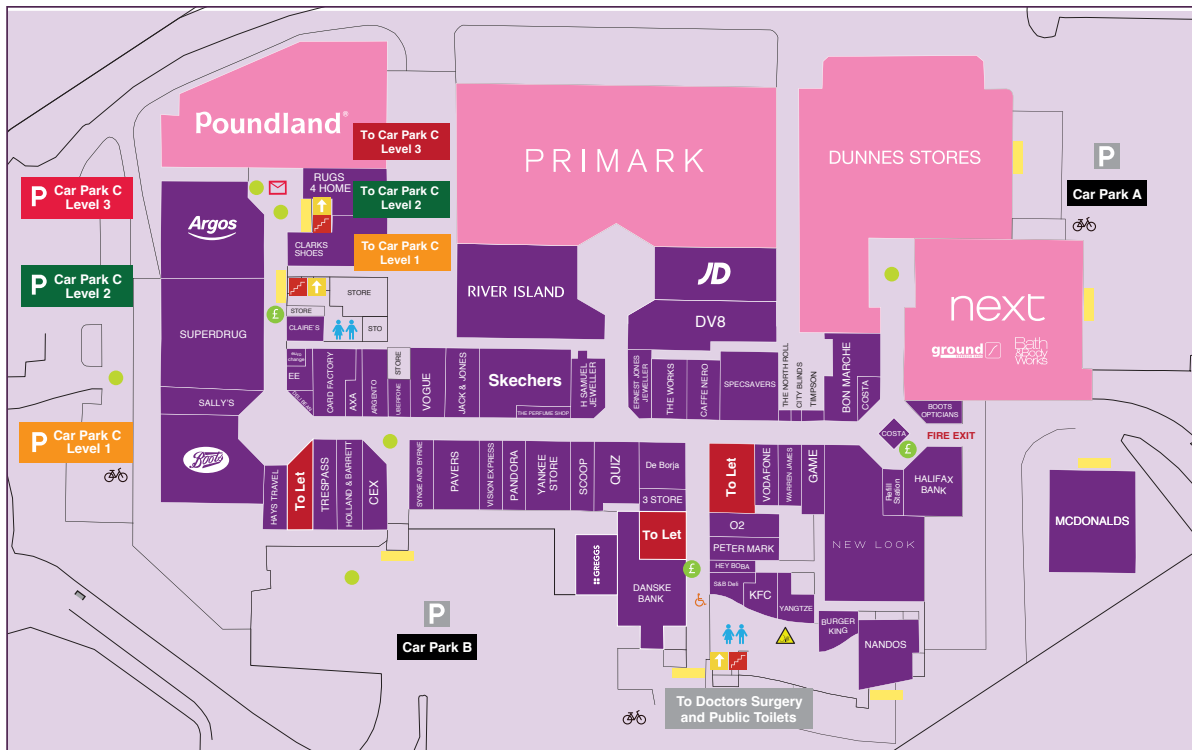 Poundland®
To Car Park C
Level 3
PRIMARK
DUNNES STORES
P
Car Park A
P Car Park C
Level 3
RUGS
4 HOME
To Car Park C
Level 2
Argos
CLARKS
SHOES
To Car Park C
Level 1
P Car Park C
Level 2
STORE
STORE
£
CLAIRE'S
STO
SUPERDRUG
RIVER ISLAND
JD
DV8
next
ground
Bath
& Body
Works
EE
CARD FACTORY
AXA
ARGENTO
UBERFONE
STORE
VOGUE
JACK & JONES
Skechers
THE PERFUME SHOP
H SAMUEL
JEWELLER
ERNEST JONES
JEWELLER
THE WORKS
CAFFE NERO
SPECSAVERS
THE NORTH ROLL
CITY BLINDS
TIMPSON
BON MARCHE
COSTA
SALLY'S
BOOTS
OPTICIANS
P Car Park C
Level 1
Boots
COSTA
FIRE EXIT
£
HAYS TRAVEL
To Let
TRESPASS
HOLLAND & BARRETT
CEX
SYNGE AND BYRNE
PAVERS
VISION EXPRESS
PANDORA
YANKEE
STORE
SCOOP
QUIZ
De Borja
3 STORE
To Let
To Let
VODAFONE
WARREN JAMES
GAME
Refill
Station
HALIFAX
BANK
MCDONALDS
O2
PETER MARK
NEW LOOK
GREGGS
DANSKE
BANK
£
HEY BOBA
S&B Deli
KFC
YANGTZE
BURGER
KING
NANDOS
P
Car Park B
To Doctors Surgery
and Public Toilets